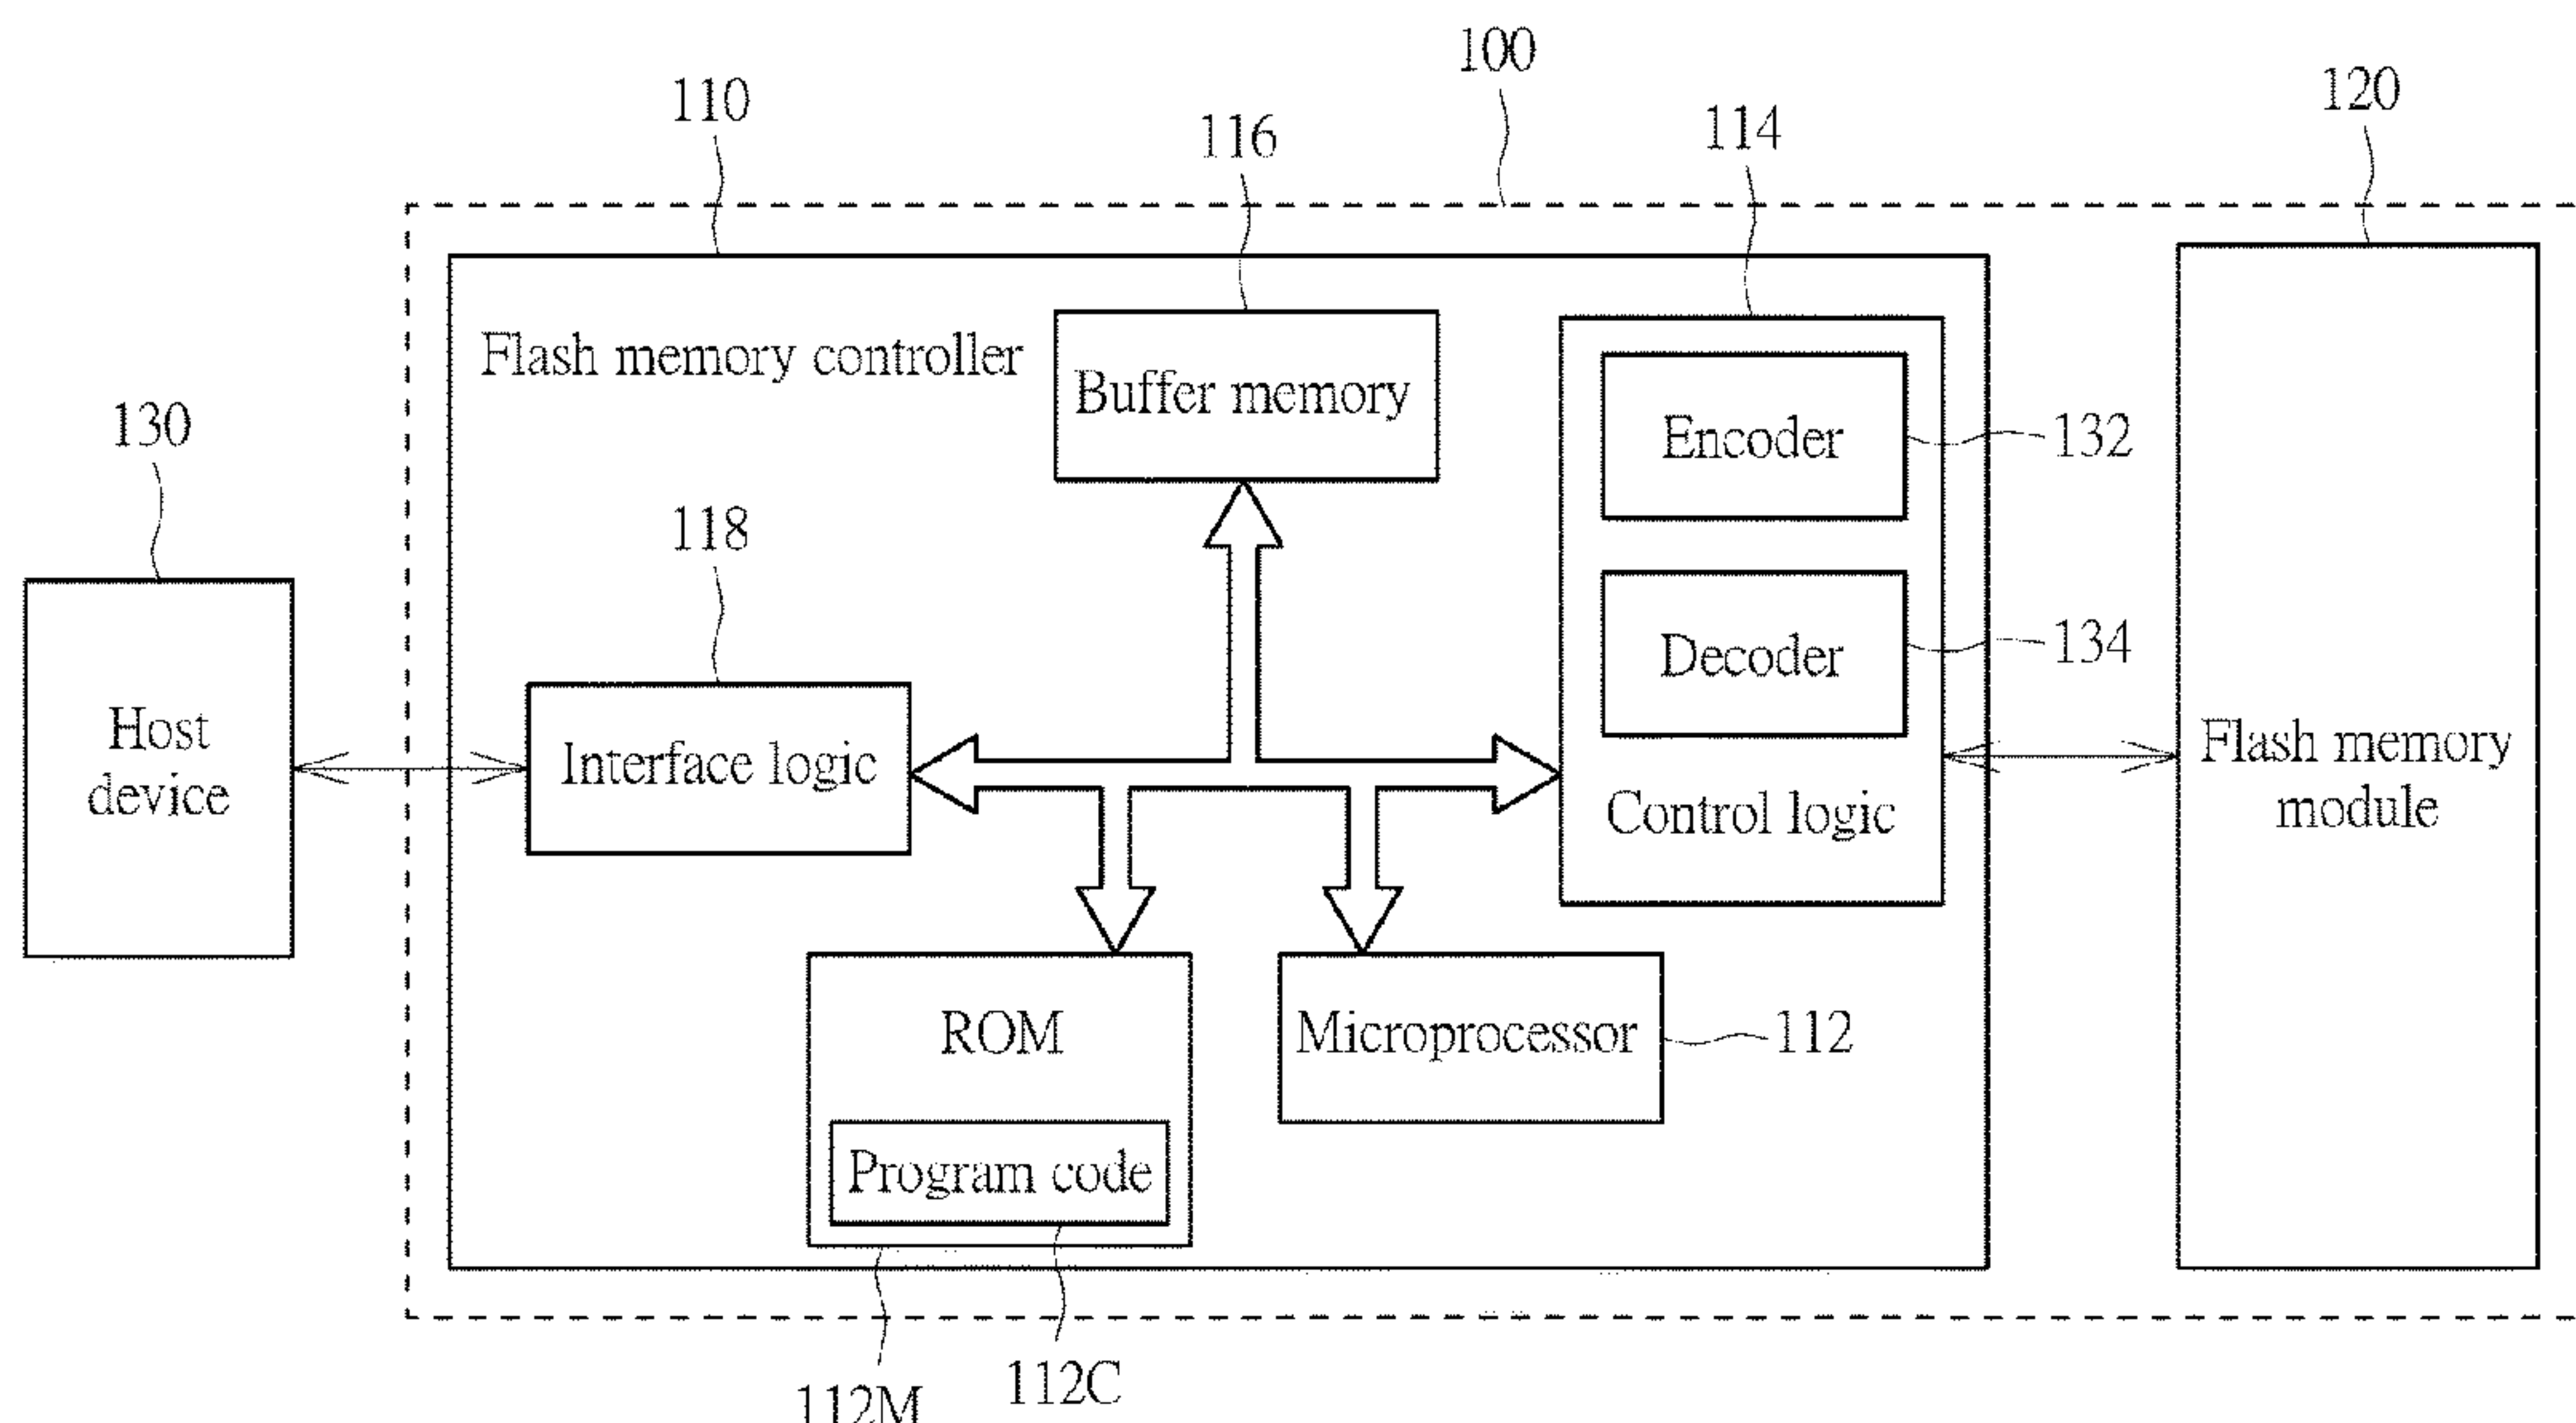 100
110
120
116
114
Flash memory controller
Buffer memory
130
Encoder
132
118
Decoder
134
Host
device
Interface logic
Flash memory
module
Control logic
ROM
Microprocessor
112
Program code
112C
112M